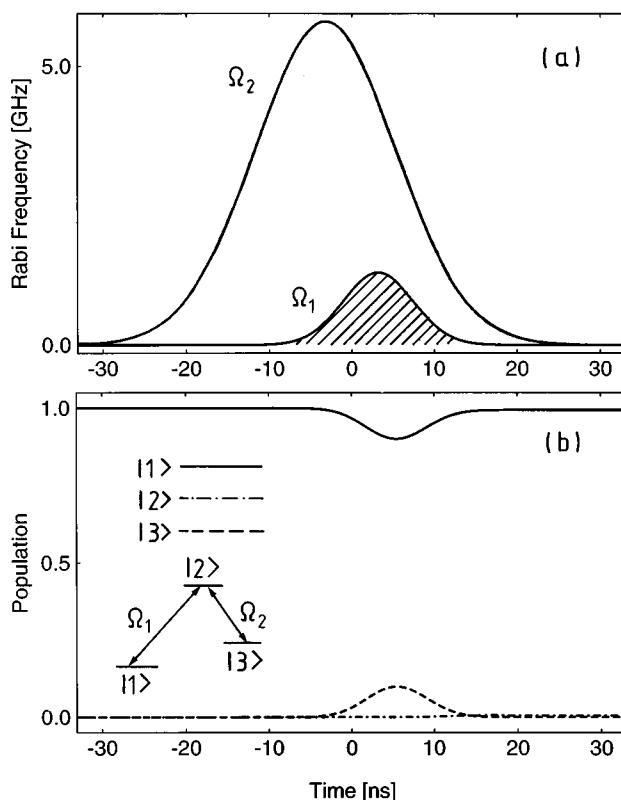 (a)
Ω₂
5.0
Rabi Frequency [GHz]
Ω₁
0.0
-30 -20 -10 0 10 20 30
1.0
(b)
|1>
|2>
|3>
0.5
Population
|2>
Ω₁ Ω₂
|3>
|1>
0.0
-30 -20 -10 0 10 20 30
Time [ns]